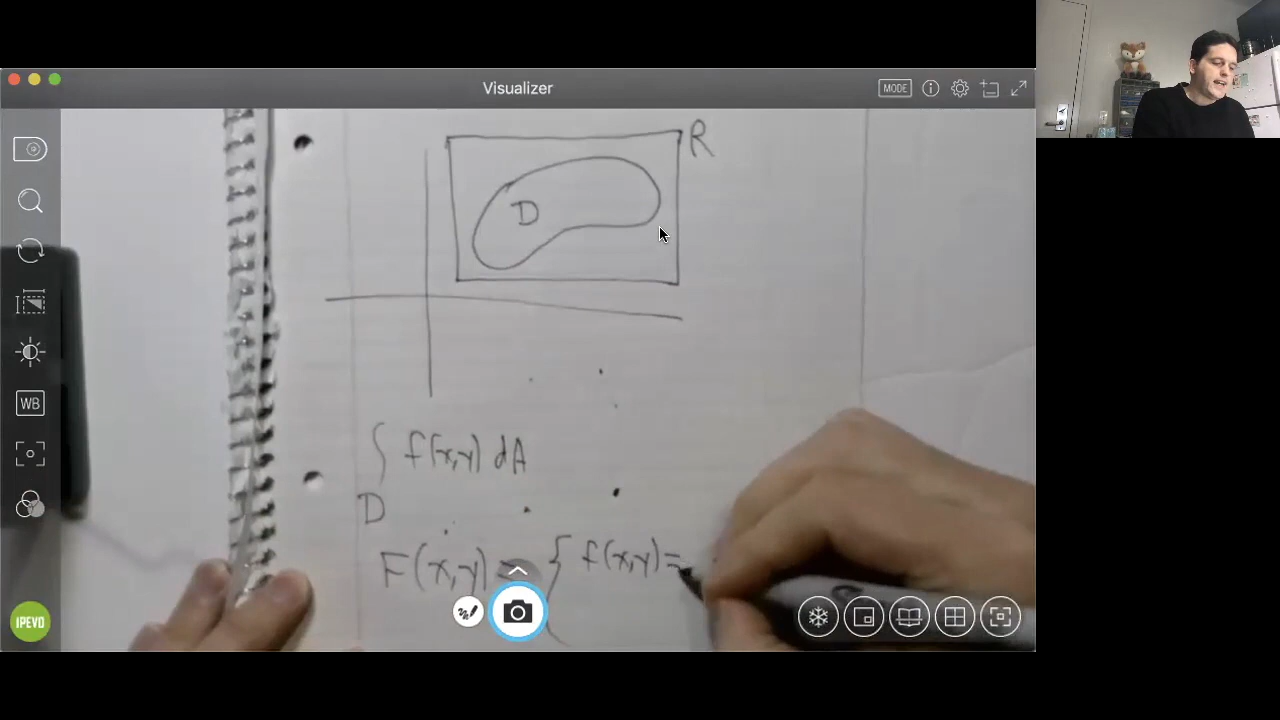 Visualizer
MODE
R
D
WB
∫ f(x,y) dA
D
F(x,y) = { f(x,y) =
IPEVO